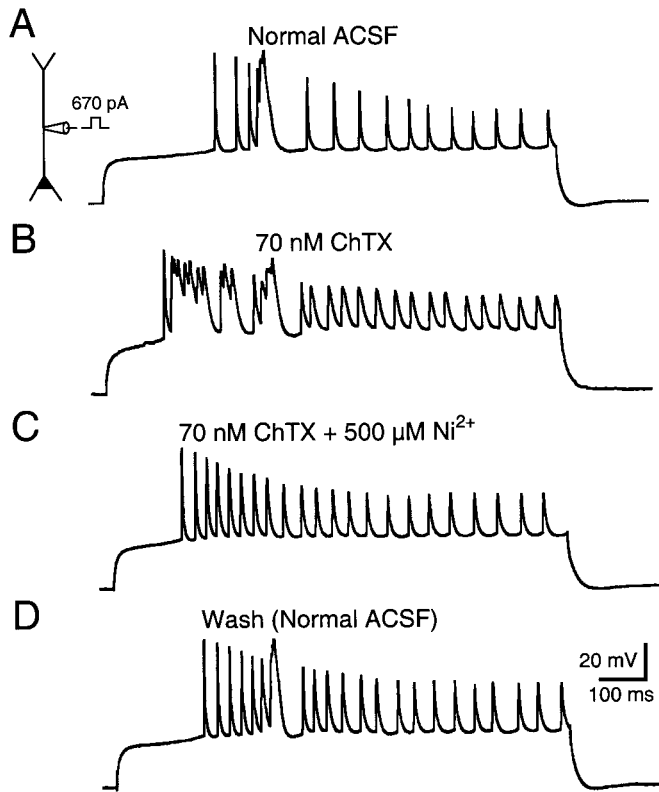 A
Normal ACSF
670 pA
B
70 nM ChTX
C
70 nM ChTX + 500 µM Ni²⁺
D
Wash (Normal ACSF)
20 mV
100 ms